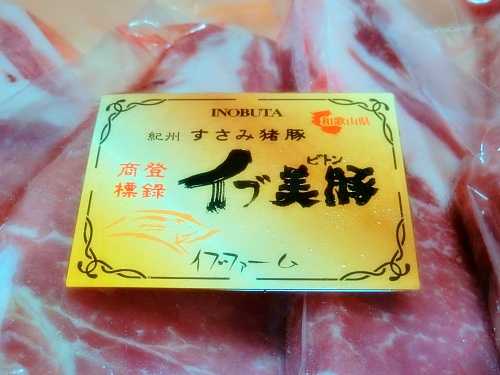 INOBUTA
和歌山県
紀州 すさみ猪豚
登録
商標
ビトン
イブ美豚
イブファーム